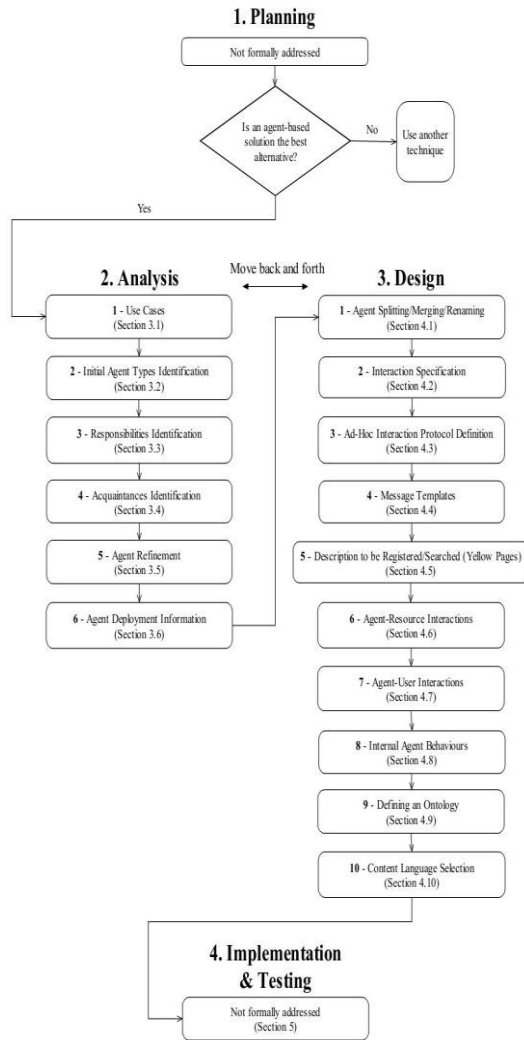 1. Planning
Not formally addressed
Is an agent-based
solution the best
alternative?
No
Use another
technique
Yes
2. Analysis
Move back and forth
3. Design
1 - Use Cases
(Section 3.1)
2 - Initial Agent Types Identification
(Section 3.2)
3 - Responsibilities Identification
(Section 3.3)
4 - Acquaintances Identification
(Section 3.4)
5 - Agent Refinement
(Section 3.5)
6 - Agent Deployment Information
(Section 3.6)
1 - Agent Splitting/Merging/Renaming
(Section 4.1)
2 - Interaction Specification
(Section 4.2)
3 - Ad-Hoc Interaction Protocol Definition
(Section 4.3)
4 - Message Templates
(Section 4.4)
5 - Description to be Registered/Searched (Yellow Pages)
(Section 4.5)
6 - Agent-Resource Interactions
(Section 4.6)
7 - Agent-User Interactions
(Section 4.7)
8 - Internal Agent Behaviours
(Section 4.8)
9 - Defining an Ontology
(Section 4.9)
10 - Content Language Selection
(Section 4.10)
4. Implementation
& Testing
Not formally addressed
(Section 5)